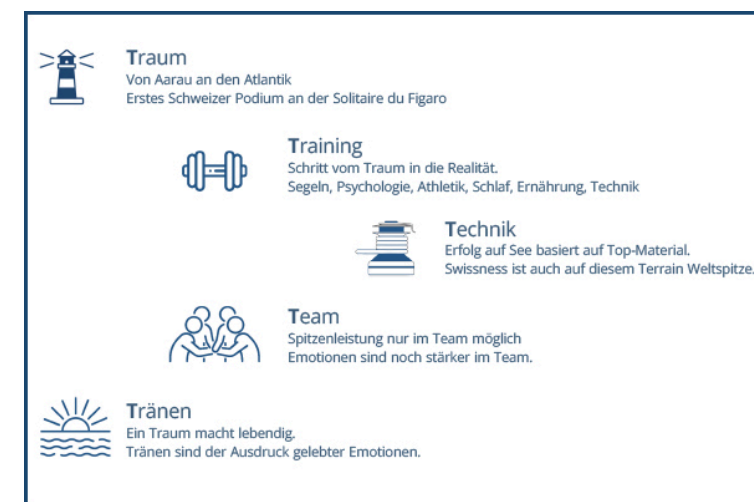 Traum
Von Aarau an den Atlantik
Erstes Schweizer Podium an der Solitaire du Figaro
Training
Schritt vom Traum in die Realität.
Segeln, Psychologie, Athletik, Schlaf, Ernährung, Technik
Technik
Erfolg auf See basiert auf Top-Material.
Swissness ist auch auf diesem Terrain Weltspitze.
Team
Spitzenleistung nur im Team möglich
Emotionen sind noch stärker im Team.
Tränen
Ein Traum macht lebendig.
Tränen sind der Ausdruck gelebter Emotionen.